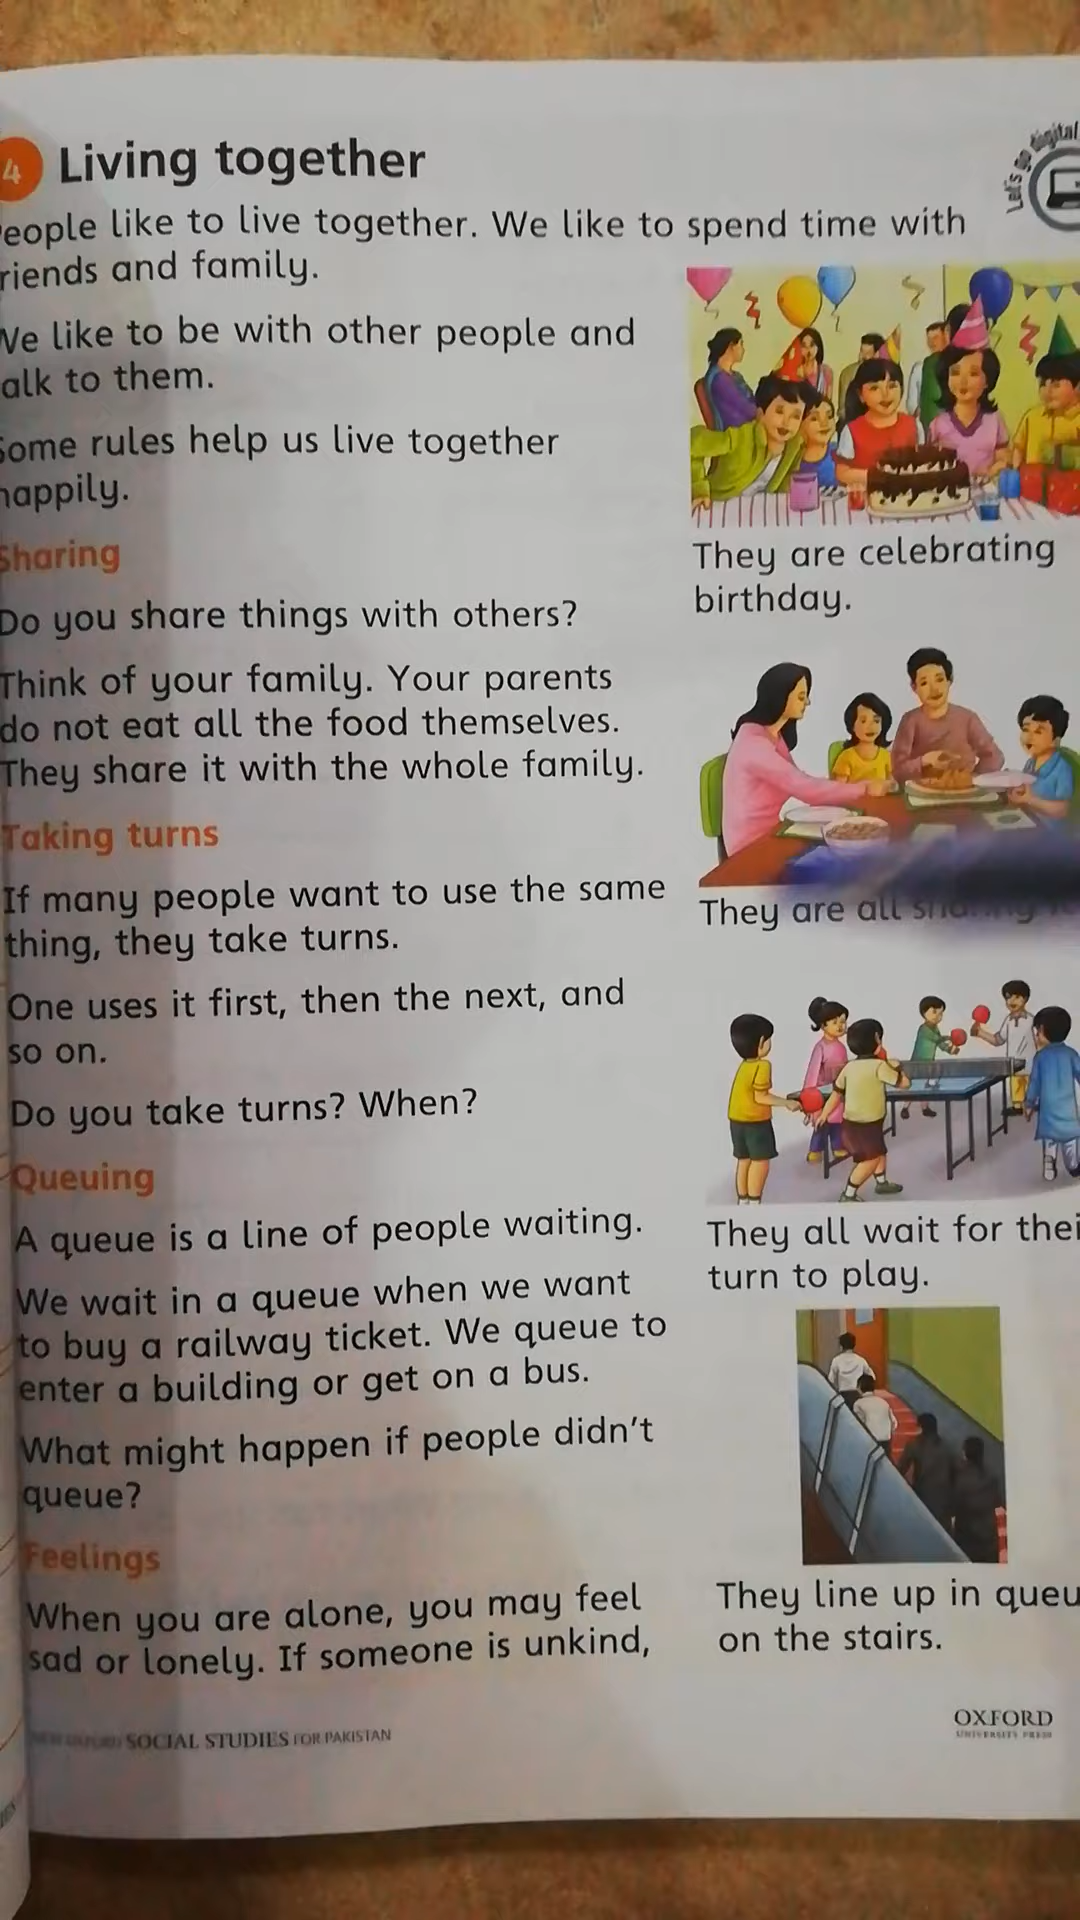 4 Living together
Let's go digital
eople like to live together. We like to spend time with
riends and family.
We like to be with other people and
alk to them.
Some rules help us live together
happily.
Sharing
Do you share things with others?
Think of your family. Your parents
do not eat all the food themselves.
They share it with the whole family.
Taking turns
If many people want to use the same
thing, they take turns.
One uses it first, then the next, and
so on.
Do you take turns? When?
Queuing
A queue is a line of people waiting.
We wait in a queue when we want
to buy a railway ticket. We queue to
enter a building or get on a bus.
What might happen if people didn't
queue?
Feelings
When you are alone, you may feel
sad or lonely. If someone is unkind,
They are celebrating
birthday.
They are all
They all wait for thei
turn to play.
They line up in queu
on the stairs.
NEW OXFORD SOCIAL STUDIES FOR PAKISTAN
OXFORD
UNIVERSITY PRESS